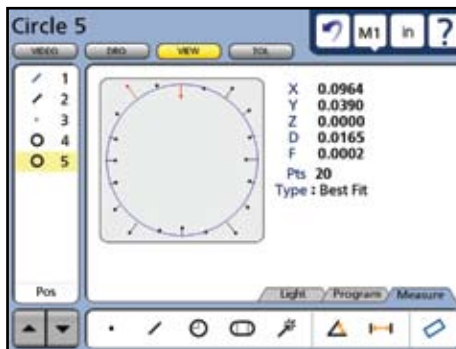 Circle 5
M1 in ?
VIDEO DRO VIEW TOL
1
2
3
4
5
X 0.0964
Y 0.0390
Z 0.0000
D 0.0165
F 0.0002
Pts 20
Type : Best Fit
Pos
Light Program Measure